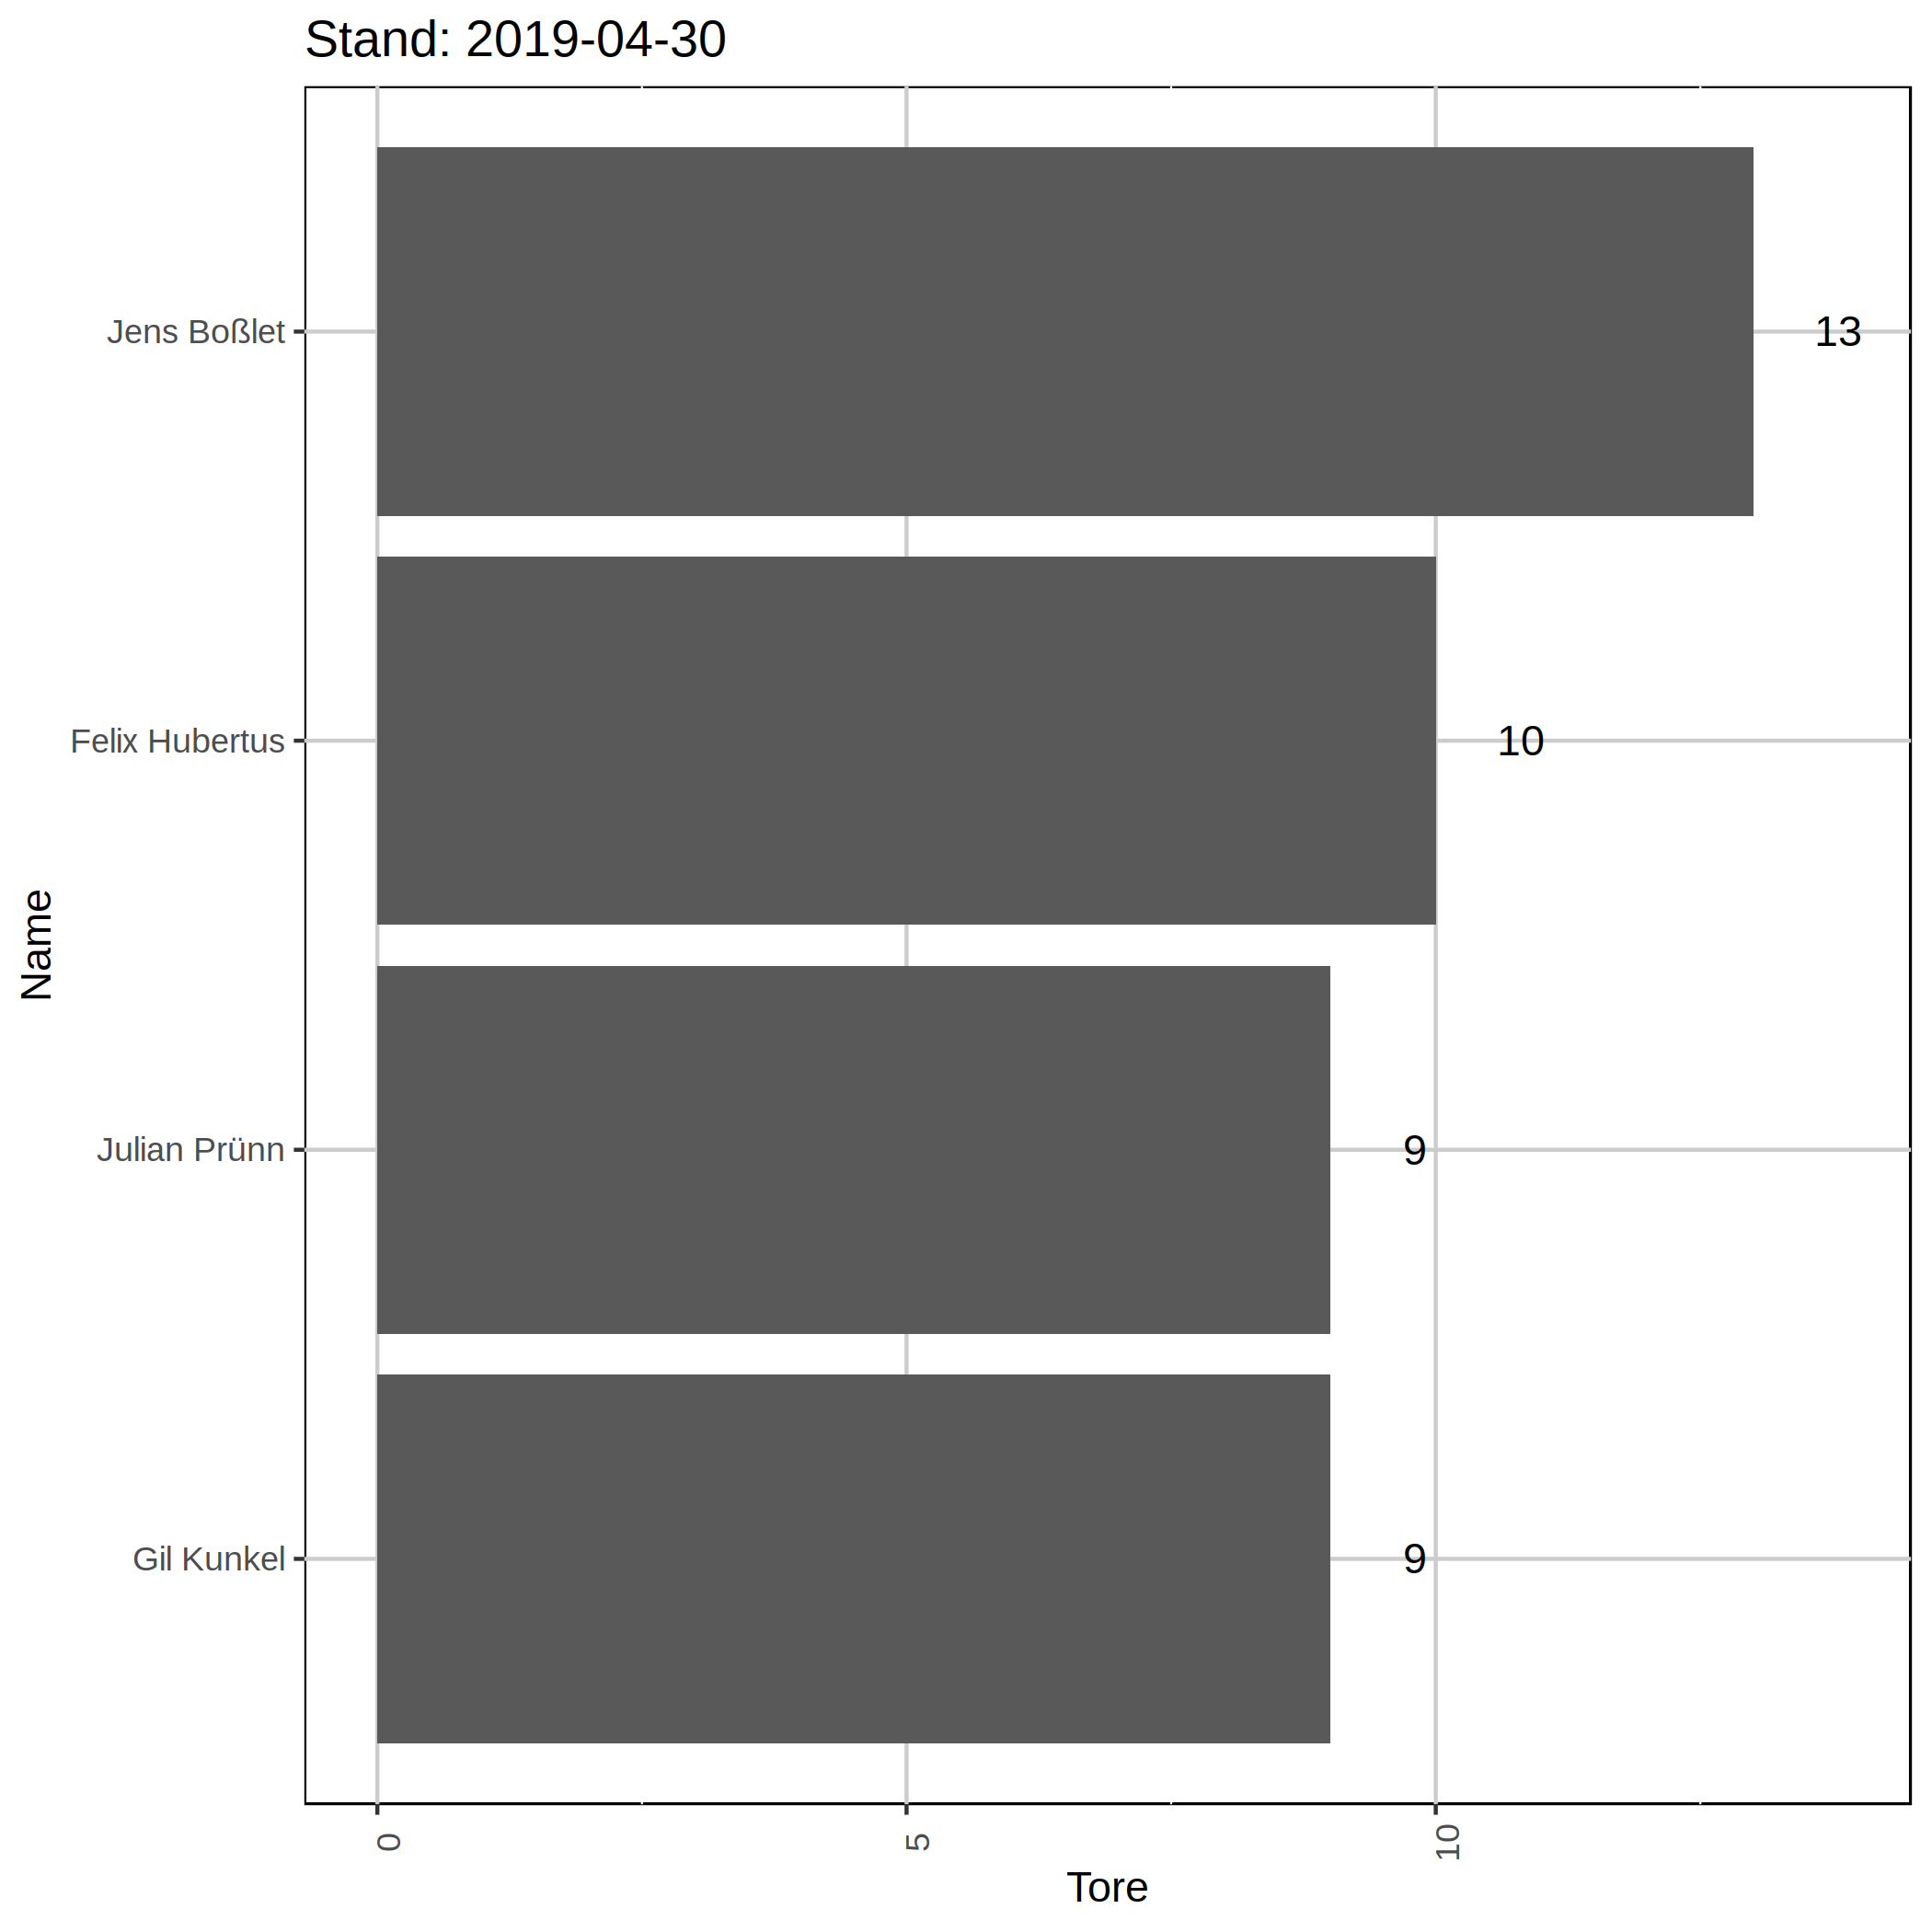 Stand: 2019-04-30
Jens Boßlet
13
Felix Hubertus
10
Julian Prünn
9
Gil Kunkel
9
Name
0
5
10
Tore